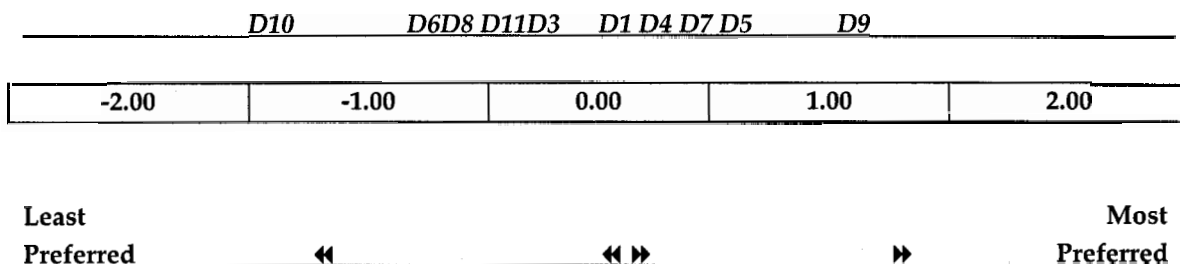 D10 D6D8 D11D3 D1 D4 D7 D5 D9
-2.00 -1.00 0.00 1.00 2.00
Least Most
Preferred Preferred